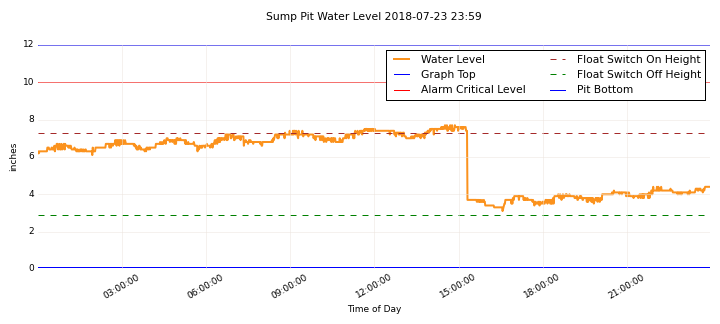 Sump Pit Water Level 2018-07-23 23:59
12
10
8
6
4
2
0
inches
Water Level
Graph Top
Alarm Critical Level
Float Switch On Height
Float Switch Off Height
Pit Bottom
03:00:00
06:00:00
09:00:00
12:00:00
15:00:00
18:00:00
21:00:00
Time of Day